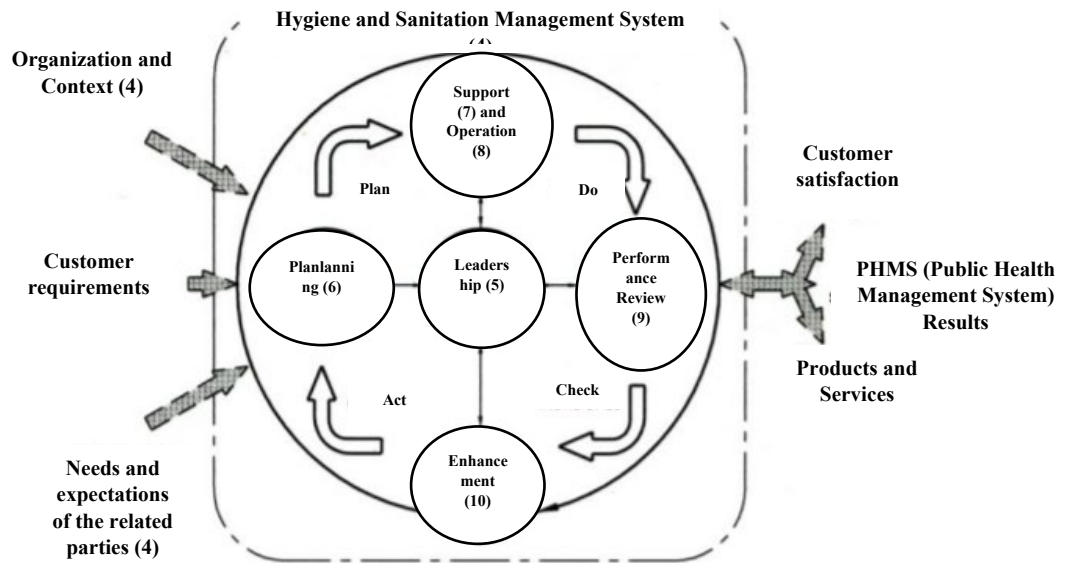 Hygiene and Sanitation Management System
Organization and
Context (4)
Support
(7) and
Operation
(8)
Plan
Do
Customer
satisfaction
Customer
requirements
Planlanni
ng (6)
Leaders
hip (5)
Perform
ance
Review
(9)
PHMS (Public Health
Management System)
Results
Act
Check
Products and
Services
Needs and
expectations
of the related
parties (4)
Enhance
ment
(10)